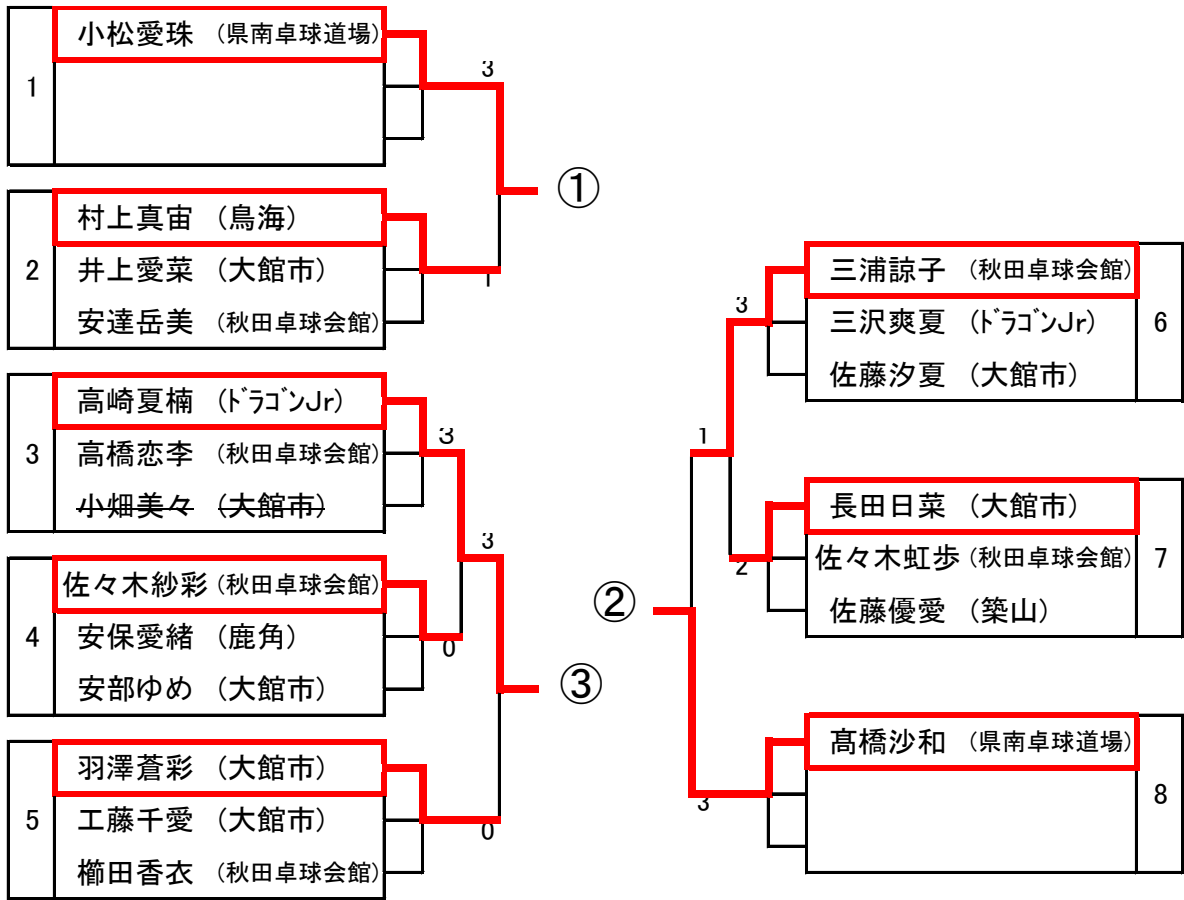 1
小松愛珠 (県南卓球道場)
3
①
2
村上真宙 (鳥海)
井上愛菜 (大館市)
安達岳美 (秋田卓球会館)
1
3
高崎夏楠 (ドラゴンJr)
高橋恋李 (秋田卓球会館)
小畑美々 (大館市)
3
3
4
佐々木紗彩 (秋田卓球会館)
安保愛緒 (鹿角)
安部ゆめ (大館市)
0
③
5
羽澤蒼彩 (大館市)
工藤千愛 (大館市)
櫛田香衣 (秋田卓球会館)
0
三浦諒子 (秋田卓球会館)
三沢爽夏 (ドラゴンJr)
佐藤汐夏 (大館市)
6
3
1
長田日菜 (大館市)
佐々木虹歩 (秋田卓球会館)
佐藤優愛 (築山)
7
2
②
髙橋沙和 (県南卓球道場)
8
3